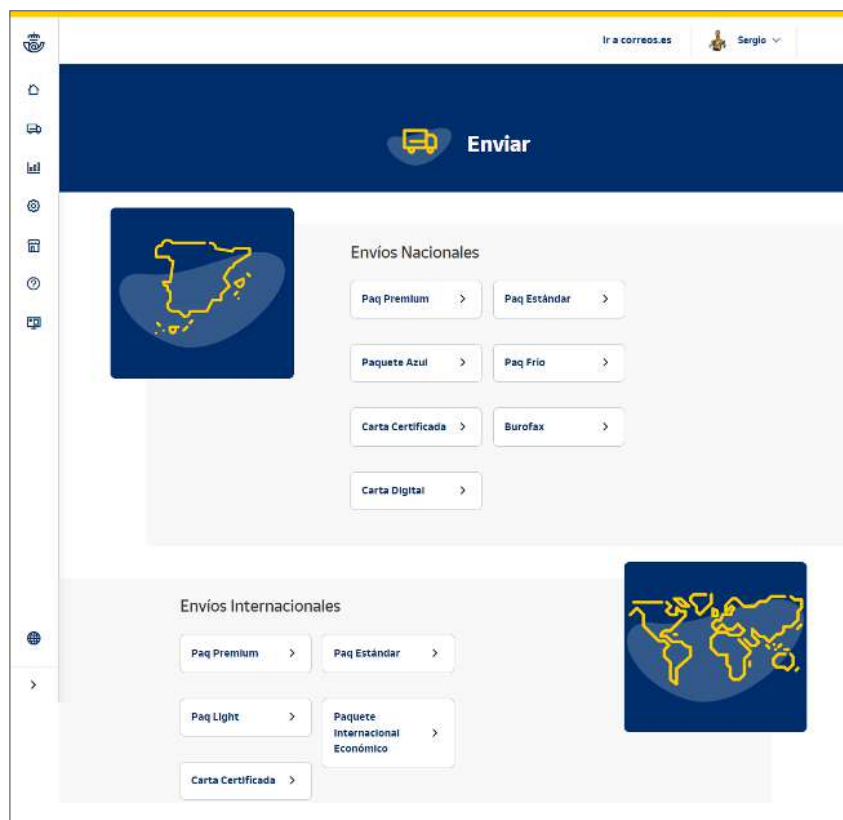 Ir a correos.es
Sergio
Enviar
Envíos Nacionales
Paq Premium
Paq Estándar
Paquete Azul
Paq Frío
Carta Certificada
Burofax
Carta Digital
Envíos Internacionales
Paq Premium
Paq Estándar
Paq Light
Paquete
Internacional
Económico
Carta Certificada